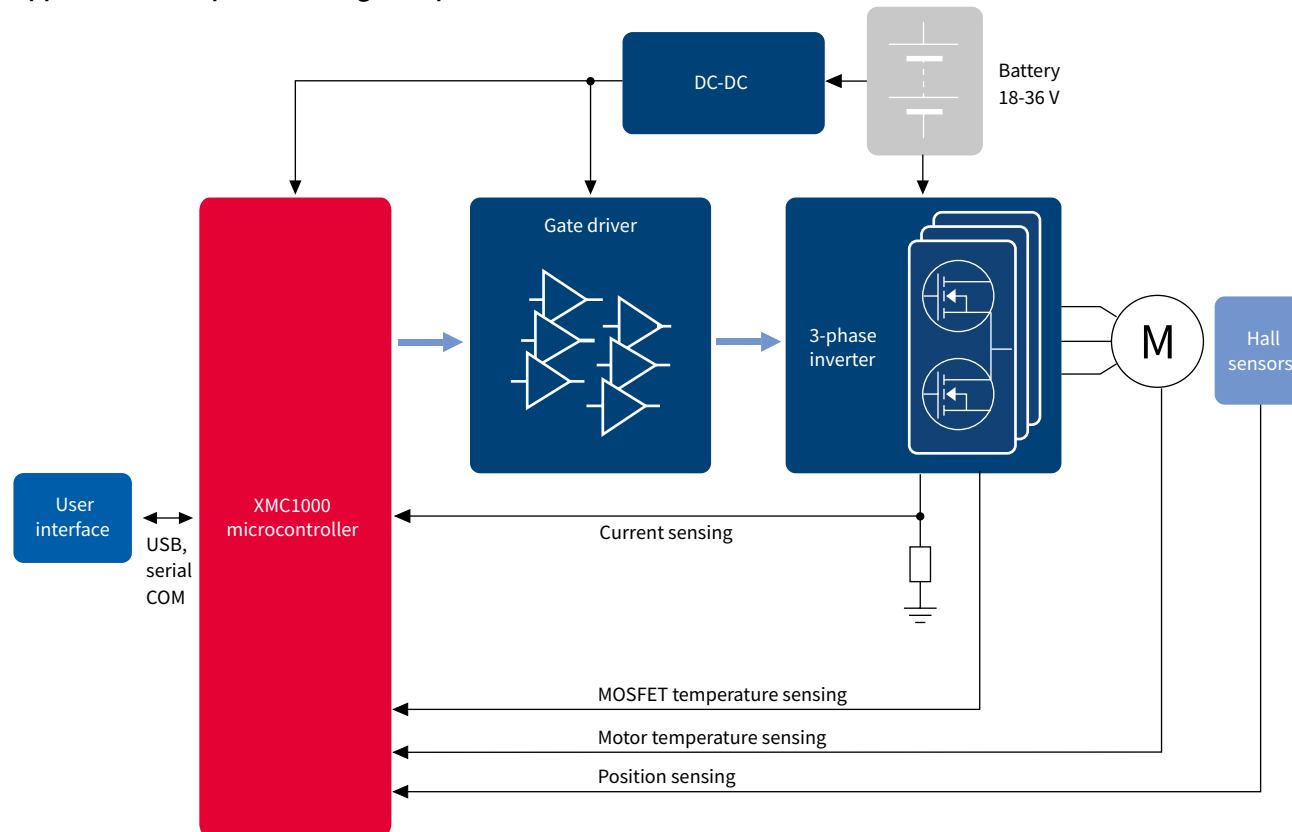 DC-DC
Battery
18-36 V
Gate driver
3-phase
inverter
M
Hall
sensors
User
interface
USB,
serial
COM
XMC1000
microcontroller
Current sensing
MOSFET temperature sensing
Motor temperature sensing
Position sensing